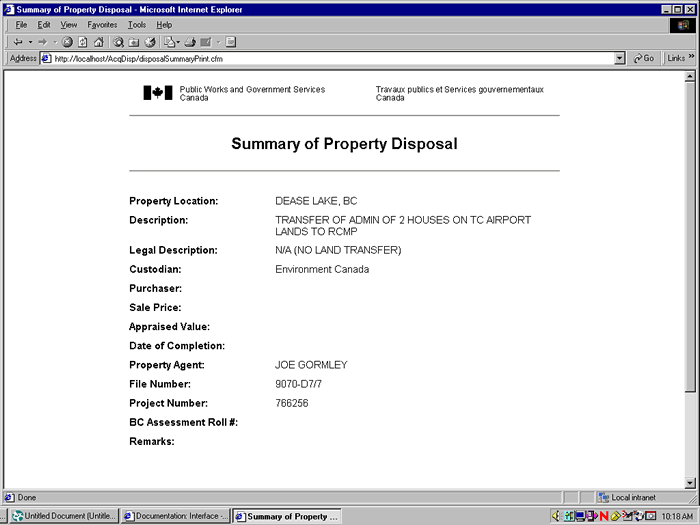 Summary of Property Disposal - Microsoft Internet Explorer
File Edit View Favorites Tools Help
Address http://localhost/AcqDisp/disposalSummaryPrint.cfm Go Links »
Public Works and Government Services Travaux publics et Services gouvernementaux
Canada Canada
Summary of Property Disposal
Property Location: DEASE LAKE, BC
Description: TRANSFER OF ADMIN OF 2 HOUSES ON TC AIRPORT
LANDS TO RCMP
Legal Description: N/A (NO LAND TRANSFER)
Custodian: Environment Canada
Purchaser:
Sale Price:
Appraised Value:
Date of Completion:
Property Agent: JOE GORMLEY
File Number: 9070-D7/7
Project Number: 766256
BC Assessment Roll #:
Remarks:
Done Local intranet
... Untitled Document (Untitle... Documentation: Interface -... Summary of Property ... 10:18 AM